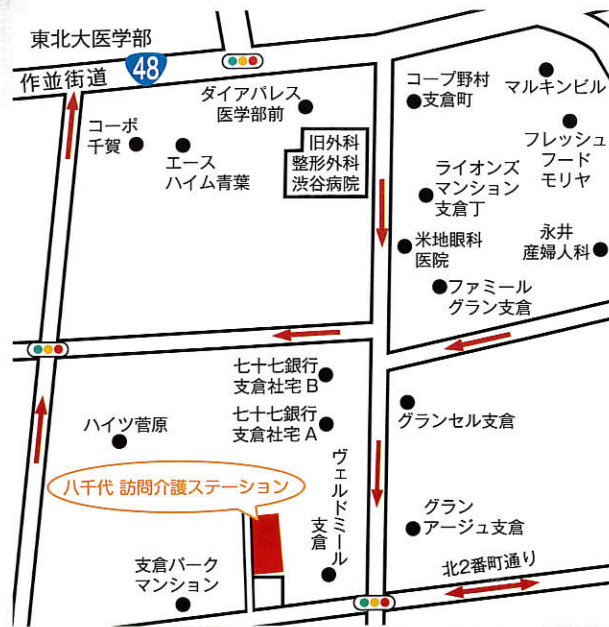 東北大医学部
作並街道
48
ダイアパレス
医学部前
コープ野村
支倉町
マルキンビル
コーポ
千賀
エース
ハイム青葉
旧外科
整形外科
渋谷病院
フレッシュ
フード
モリヤ
ライオンズ
マンション
支倉丁
米地眼科
医院
永井
産婦人科
ファミール
グラン支倉
七十七銀行
支倉社宅 B
七十七銀行
支倉社宅 A
ハイツ菅原
グランセル支倉
八千代 訪問介護ステーション
ヴェルドミール
支倉
グラン
アージュ支倉
支倉パーク
マンション
北2番町通り